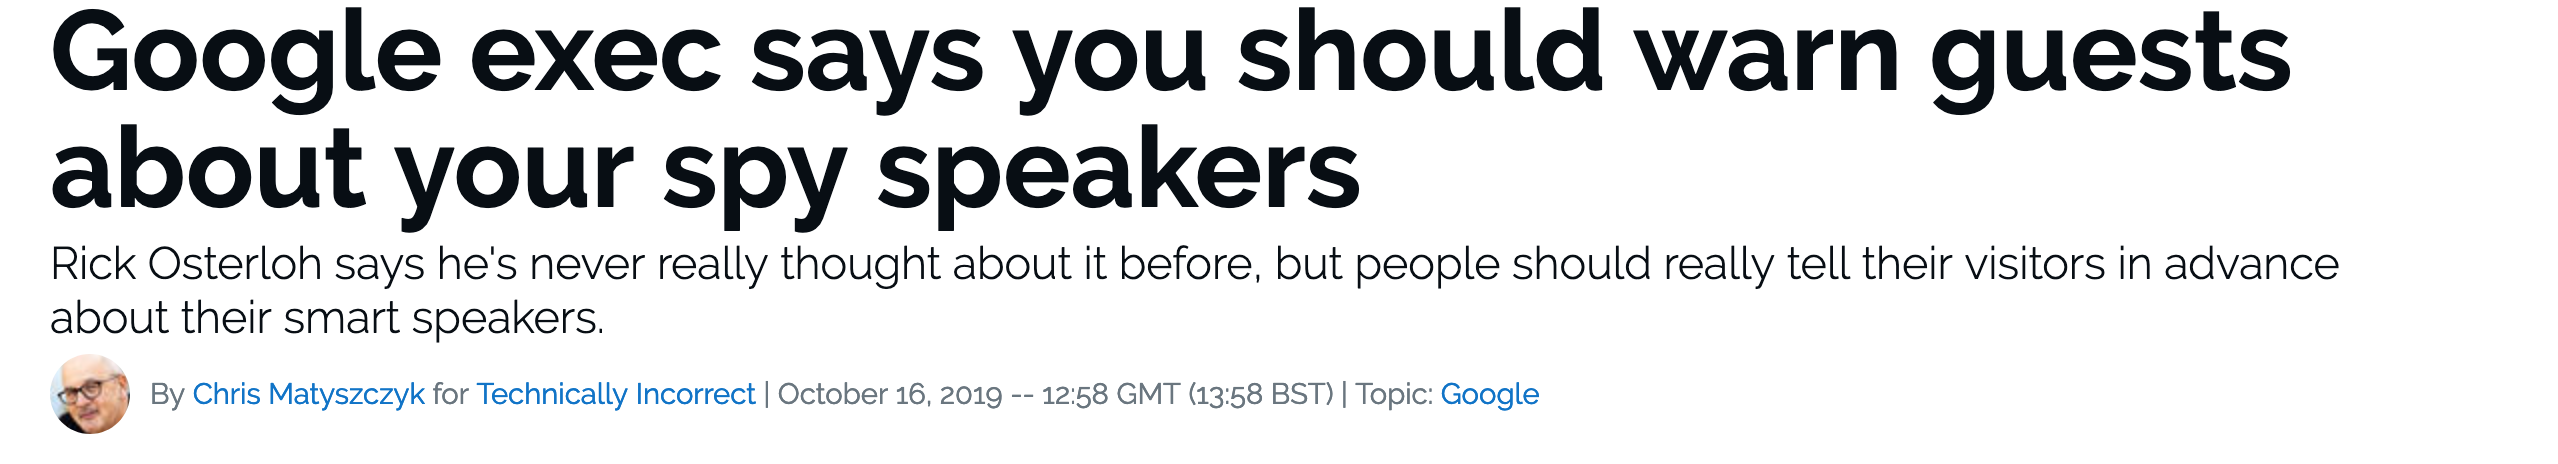 Google exec says you should warn guests
about your spy speakers
Rick Osterloh says he's never really thought about it before, but people should really tell their visitors in advance
about their smart speakers.
By Chris Matyszczyk for Technically Incorrect | October 16, 2019 -- 12:58 GMT (13:58 BST) | Topic: Google